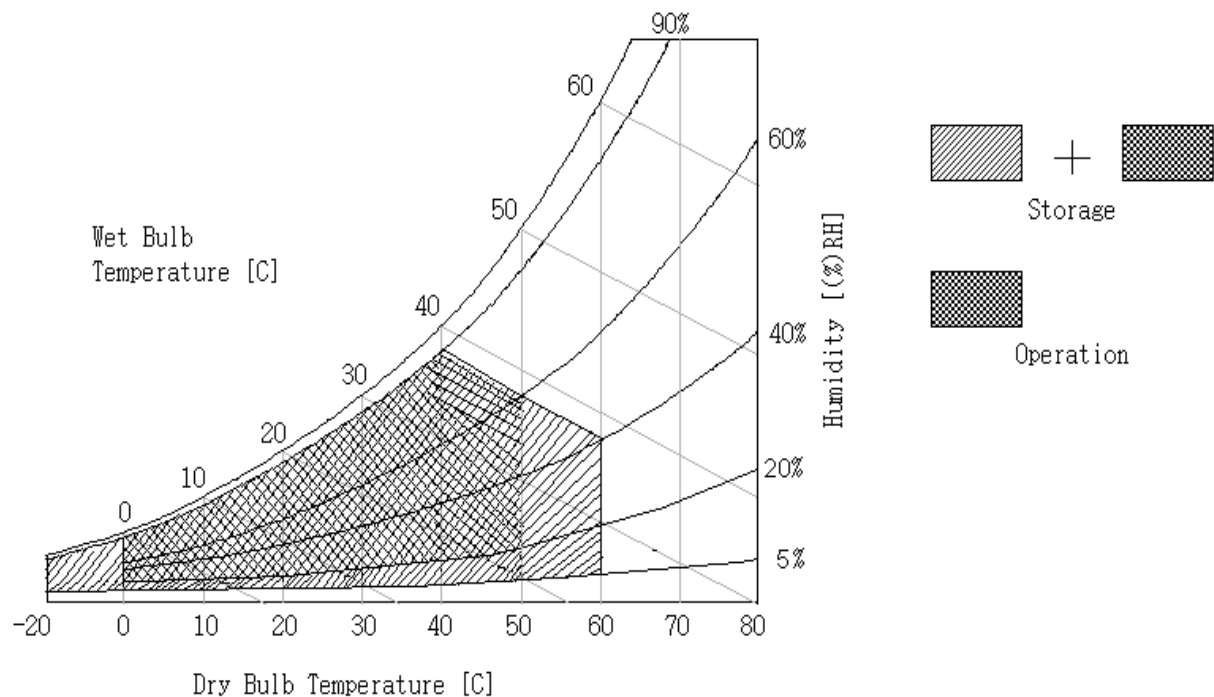 90%
60
60%
50
Wet Bulb
Temperature [C]
40
40%
30
20
20%
10
0
5%
Humidity [(%)RH]
-20 0 10 20 30 40 50 60 70 80
Dry Bulb Temperature [C]
+
Storage
Operation